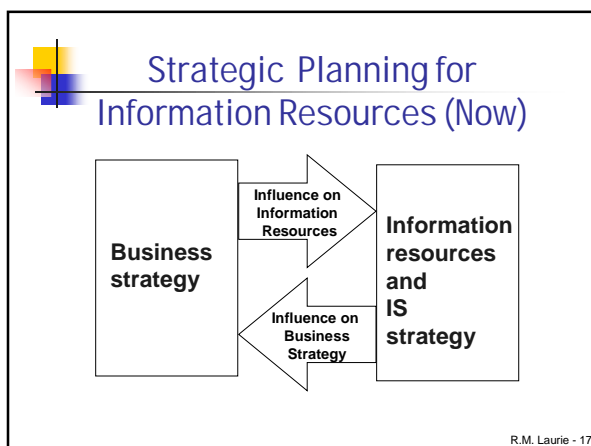 Strategic Planning for
Information Resources (Now)
Business
strategy
Influence on
Information
Resources
Influence on
Business
Strategy
Information
resources
and
IS
strategy
R.M. Laurie - 17